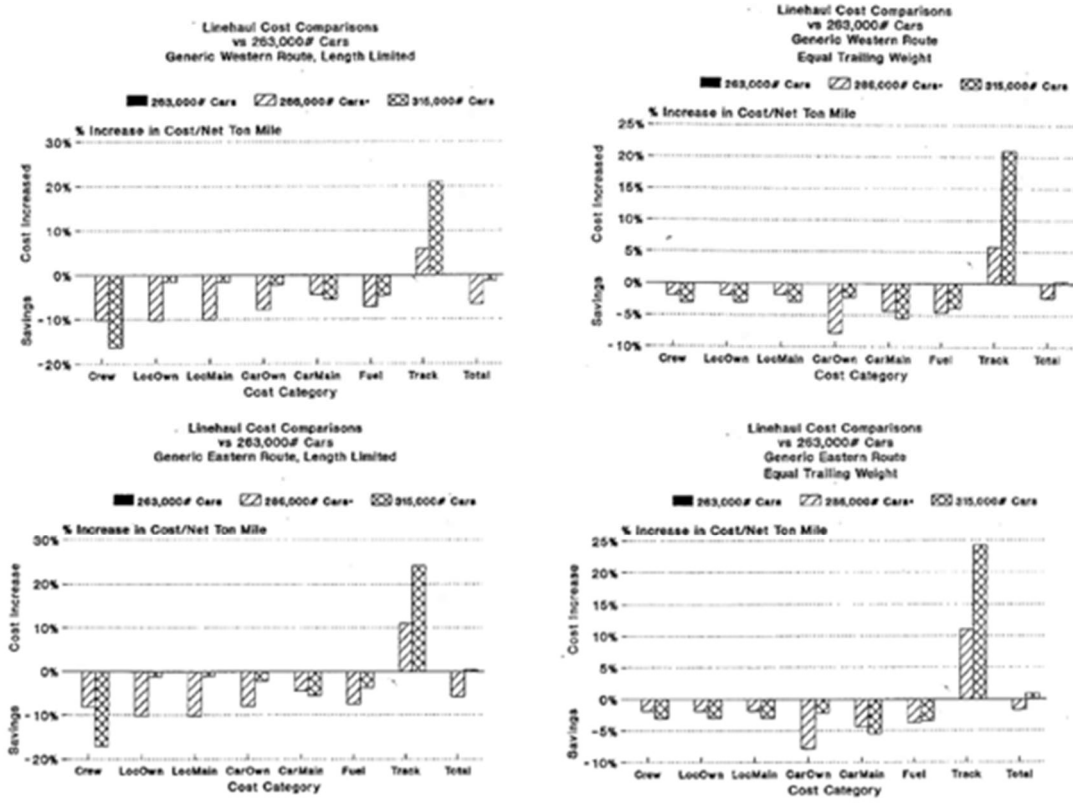 Linehaul Cost Comparisons
vs 263,000# Cars
Generic Western Route, Length Limited
263,000# Cars 286,000# Cars* 315,000# Cars
% Increase in Cost/Net Ton Mile
30%
20%
10%
0%
-10%
-20%
Cost Increased
Savings
Crew LocOwn LocMain CarOwn CarMain Fuel Track Total
Cost Category
Linehaul Cost Comparisons
vs 263,000# Cars
Generic Western Route
Equal Trailing Weight
263,000# Cars 286,000# Cars* 315,000# Cars
% Increase in Cost/Net Ton Mile
25%
20%
15%
10%
5%
0%
-5%
-10%
Cost Increased
Savings
Crew LocOwn LocMain CarOwn CarMain Fuel Track Total
Cost Category
Linehaul Cost Comparisons
vs 263,000# Cars
Generic Eastern Route, Length Limited
263,000# Cars 286,000# Cars* 315,000# Cars
% Increase in Cost/Net Ton Mile
30%
20%
10%
0%
-10%
-20%
Cost Increase
Savings
Crew LocOwn LocMain CarOwn CarMain Fuel Track Total
Cost Category
Linehaul Cost Comparisons
vs 263,000# Cars
Generic Eastern Route
Equal Trailing Weight
263,000# Cars 286,000# Cars* 315,000# Cars
% Increase in Cost/Net Ton Mile
25%
20%
15%
10%
5%
0%
-5%
-10%
Cost Increase
Savings
Crew LocOwn LocMain CarOwn CarMain Fuel Track Total
Cost Category